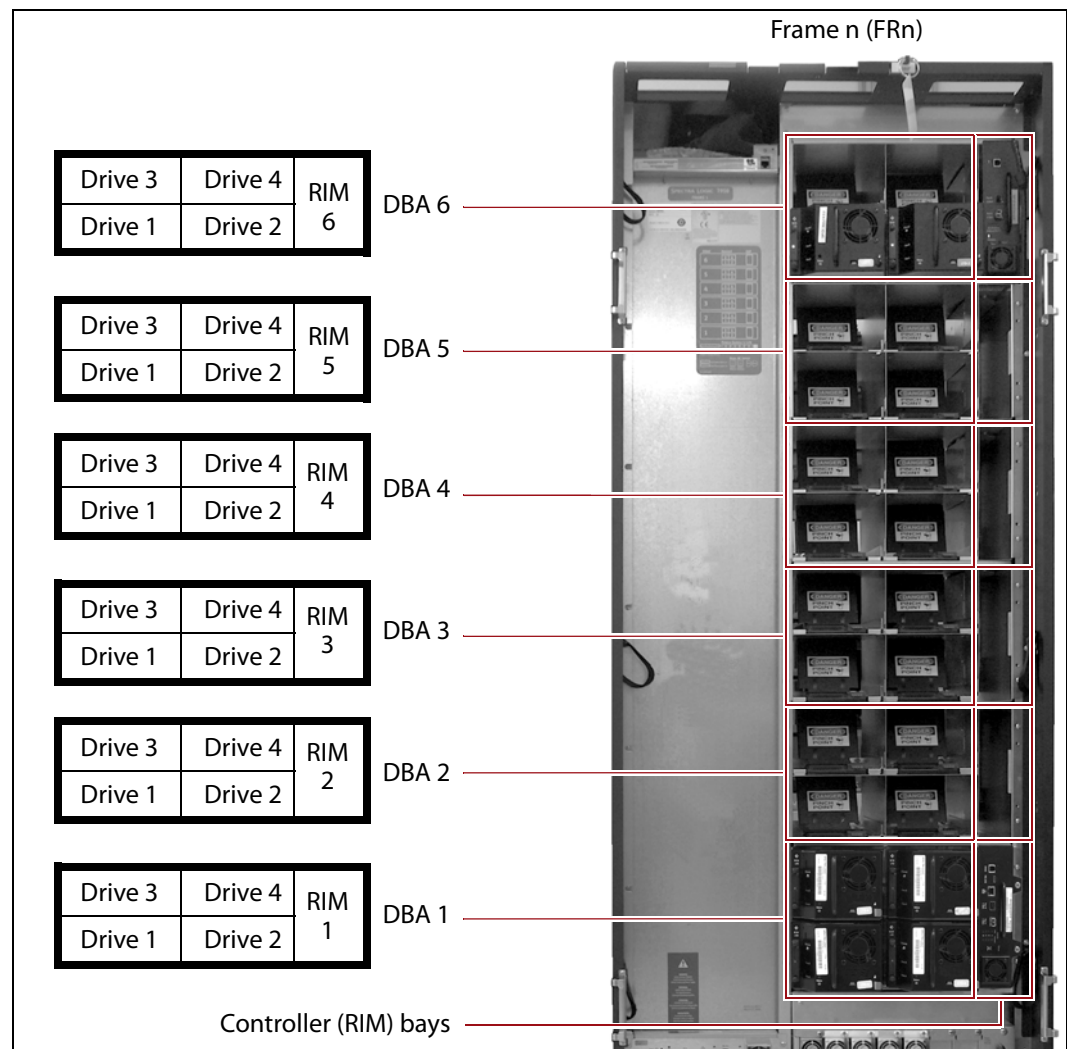 Frame n (FRn)
Drive 3 Drive 4 RIM 6
Drive 1 Drive 2
DBA 6
Drive 3 Drive 4 RIM 5
Drive 1 Drive 2
DBA 5
Drive 3 Drive 4 RIM 4
Drive 1 Drive 2
DBA 4
Drive 3 Drive 4 RIM 3
Drive 1 Drive 2
DBA 3
Drive 3 Drive 4 RIM 2
Drive 1 Drive 2
DBA 2
Drive 3 Drive 4 RIM 1
Drive 1 Drive 2
DBA 1
Controller (RIM) bays